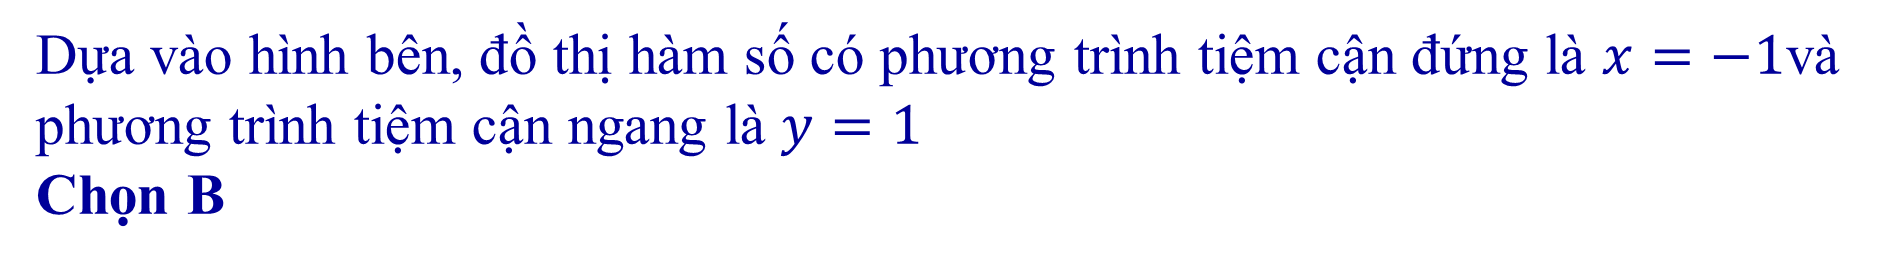 Dựa vào hình bên, đồ thị hàm số có phương trình tiệm cận đứng là x = −1và
phương trình tiệm cận ngang là y = 1
Chọn B